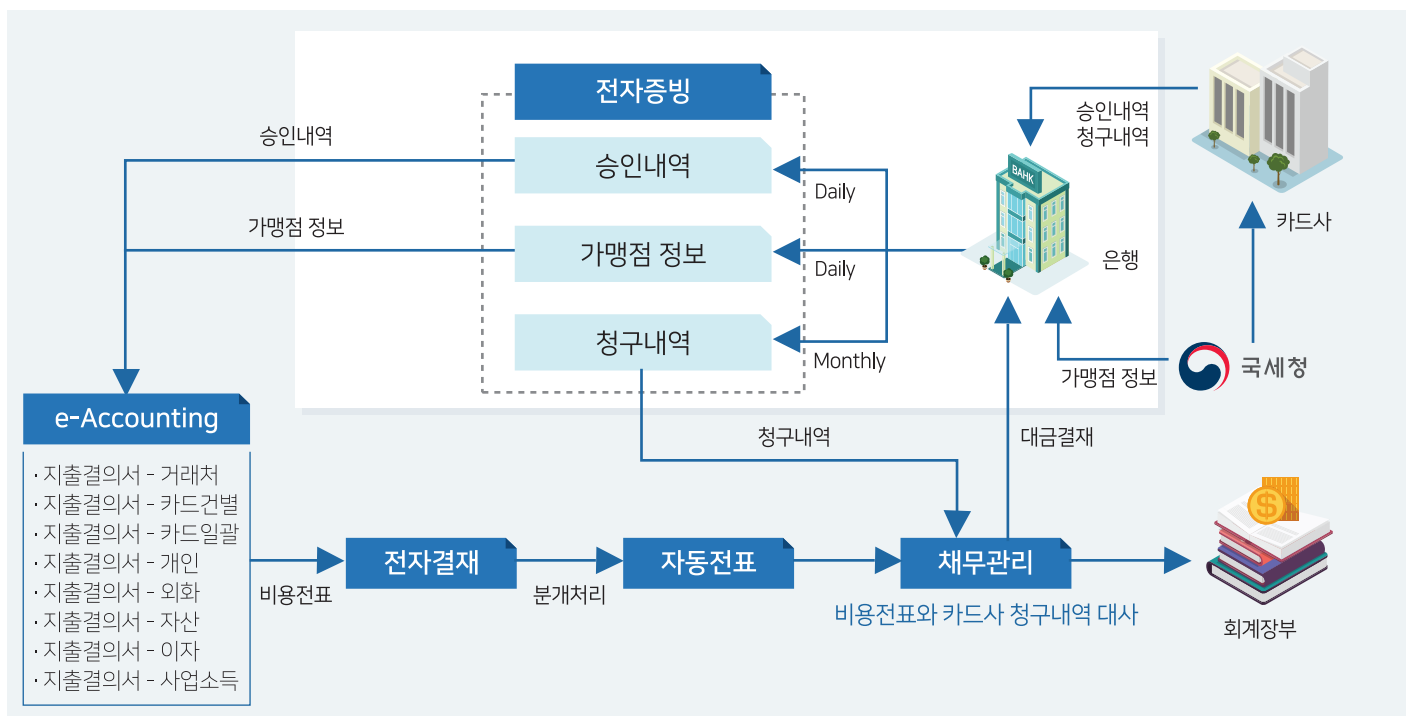 전자증빙
승인내역
청구내역
BAHK
승인내역
승인내역
Daily
카드사
가맹점 정보
가맹점 정보
Daily
은행
청구내역
Monthly
가맹점 정보
국세청
e-Accounting
청구내역
대금결재
· 지출결의서 - 거래처
· 지출결의서 - 카드건별
· 지출결의서 - 카드일괄
· 지출결의서 - 개인
· 지출결의서 - 외화
· 지출결의서 - 자산
· 지출결의서 - 이자
· 지출결의서 - 사업소득
비용전표
전자결재
분개처리
자동전표
채무관리
비용전표와 카드사 청구내역 대사
$
회계장부